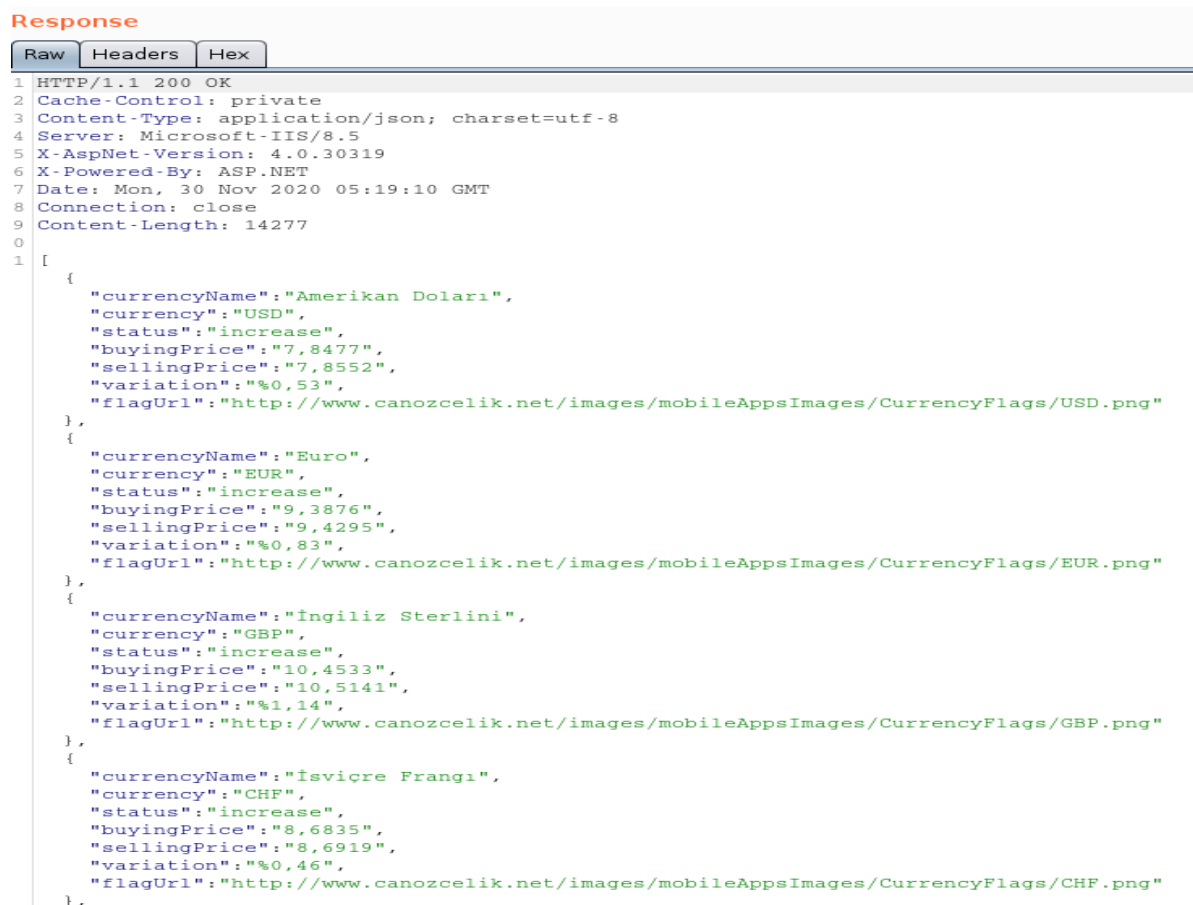 Response
Raw Headers Hex
1 HTTP/1.1 200 OK
2 Cache-Control: private
3 Content-Type: application/json; charset=utf-8
4 Server: Microsoft-IIS/8.5
5 X-AspNet-Version: 4.0.30319
6 X-Powered-By: ASP.NET
7 Date: Mon, 30 Nov 2020 05:19:10 GMT
8 Connection: close
9 Content-Length: 14277
0
1 [
{
"currencyName":"Amerikan Doları",
"currency":"USD",
"status":"increase",
"buyingPrice":"7,8477",
"sellingPrice":"7,8552",
"variation":"%0,53",
"flagUrl":"http://www.canozcelik.net/images/mobileAppsImages/CurrencyFlags/USD.png"
},
{
"currencyName":"Euro",
"currency":"EUR",
"status":"increase",
"buyingPrice":"9,3876",
"sellingPrice":"9,4295",
"variation":"%0,83",
"flagUrl":"http://www.canozcelik.net/images/mobileAppsImages/CurrencyFlags/EUR.png"
},
{
"currencyName":"İngiliz Sterlini",
"currency":"GBP",
"status":"increase",
"buyingPrice":"10,4533",
"sellingPrice":"10,5141",
"variation":"%1,14",
"flagUrl":"http://www.canozcelik.net/images/mobileAppsImages/CurrencyFlags/GBP.png"
},
{
"currencyName":"İsviçre Frangı",
"currency":"CHF",
"status":"increase",
"buyingPrice":"8,6835",
"sellingPrice":"8,6919",
"variation":"%0,46",
"flagUrl":"http://www.canozcelik.net/images/mobileAppsImages/CurrencyFlags/CHF.png"
},